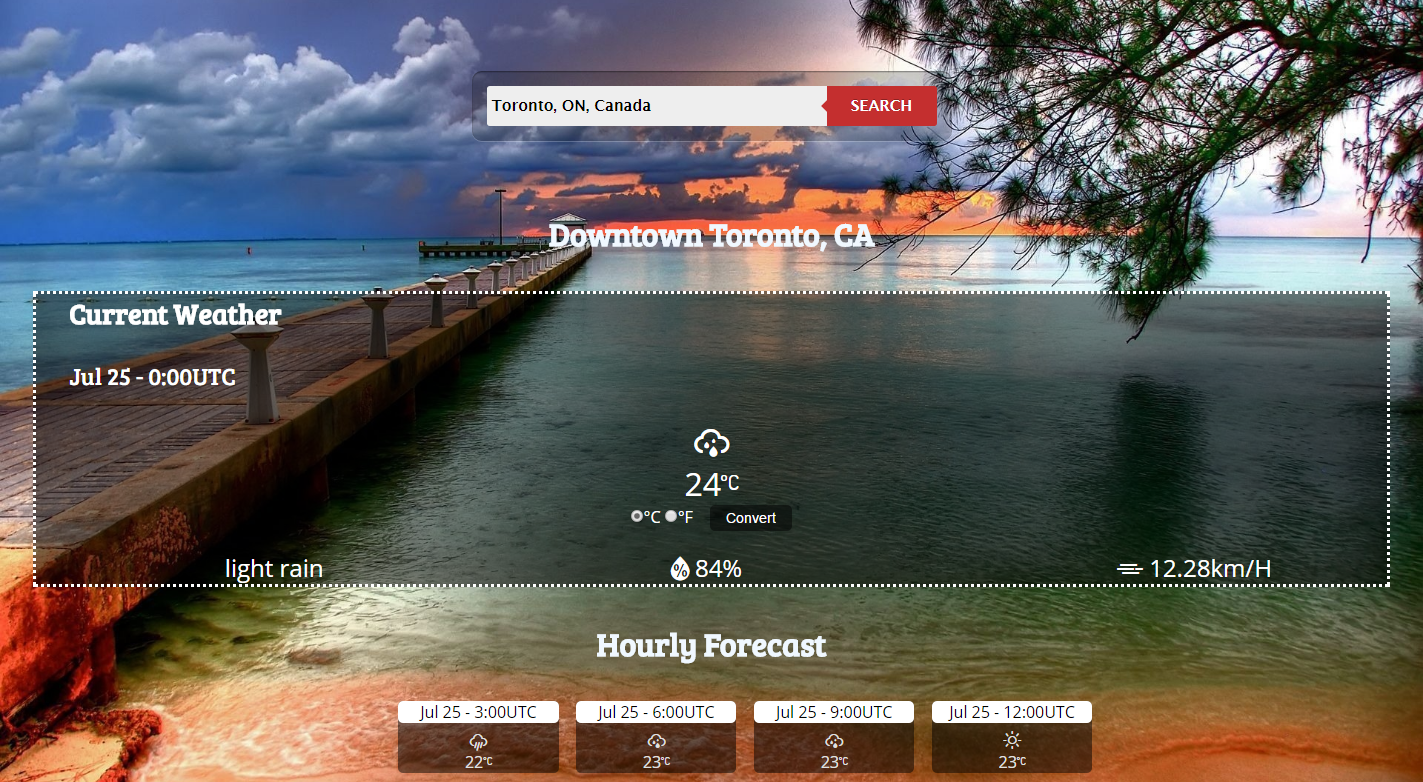 Toronto, ON, Canada SEARCH
Downtown Toronto, CA
Current Weather
Jul 25 - 0:00UTC
24°C
°C °F Convert
light rain 84% 12.28km/H
Hourly Forecast
Jul 25 - 3:00UTC Jul 25 - 6:00UTC Jul 25 - 9:00UTC Jul 25 - 12:00UTC
22°C 23°C 23°C 23°C